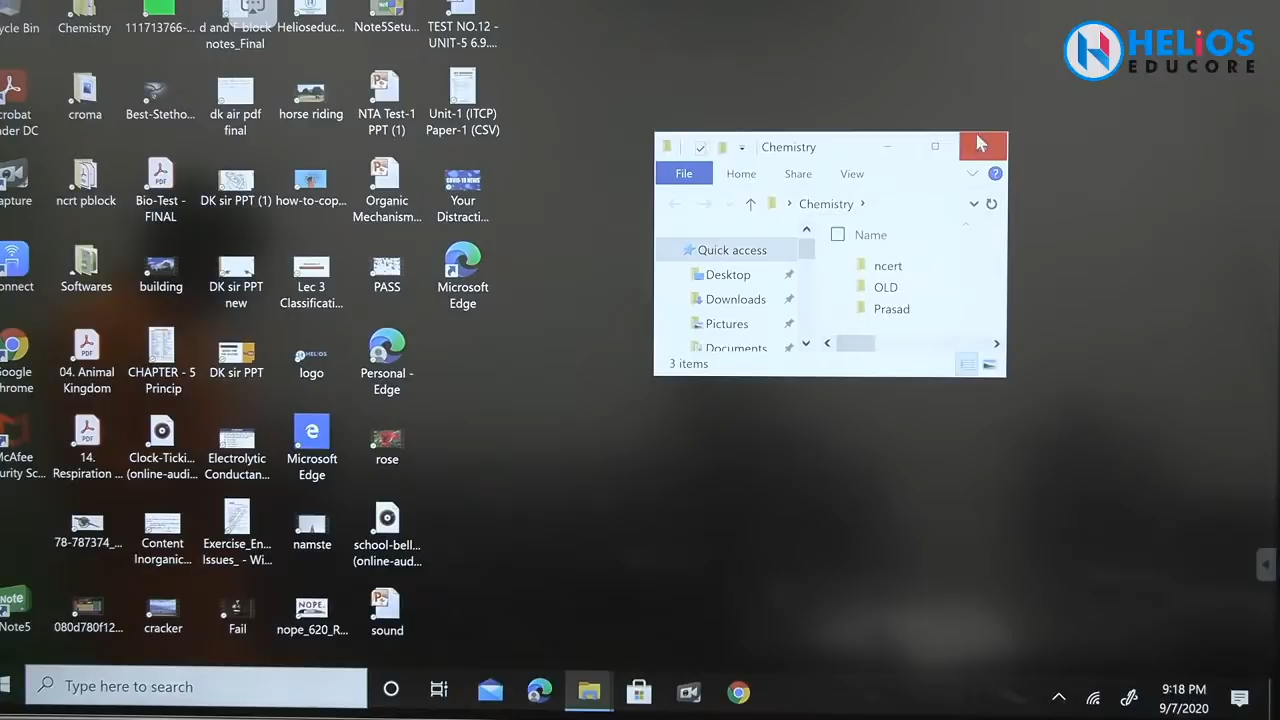 HELiOS
EDUCORE
ycle Bin
Chemistry
111713766-...
d and F block
notes_Final
Helioseduc...
Note5Setu...
TEST NO.12 -
UNIT-5 6.9....
crobat
ader DC
croma
Best-Stetho...
dk air pdf
final
horse riding
NTA Test-1
PPT (1)
Unit-1 (ITCP)
Paper-1 (CSV)
apture
ncrt pblock
Bio-Test -
FINAL
DK sir PPT (1)
how-to-cop...
Organic
Mechanism...
Your
Distracti...
onnect
Softwares
building
DK sir PPT
new
Lec 3
Classificati...
PASS
Microsoft
Edge
Google
hrome
04. Animal
Kingdom
CHAPTER - 5
Princip
DK sir PPT
logo
Personal -
Edge
McAfee
curity Sc...
14.
Respiration ...
Clock-Ticki...
(online-audi...
Electrolytic
Conductan...
Microsoft
Edge
rose
78-787374_...
Content
Inorganic...
Exercise_En...
Issues_ - Wi...
namste
school-bell...
(online-aud...
Note5
080d780f12...
cracker
Fail
NOPE.
nope_620_R...
sound
Chemistry
File
Home
Share
View
Chemistry
Name
Quick access
Desktop
Downloads
Pictures
Documents
ncert
OLD
Prasad
3 items
Type here to search
9:18 PM
9/7/2020